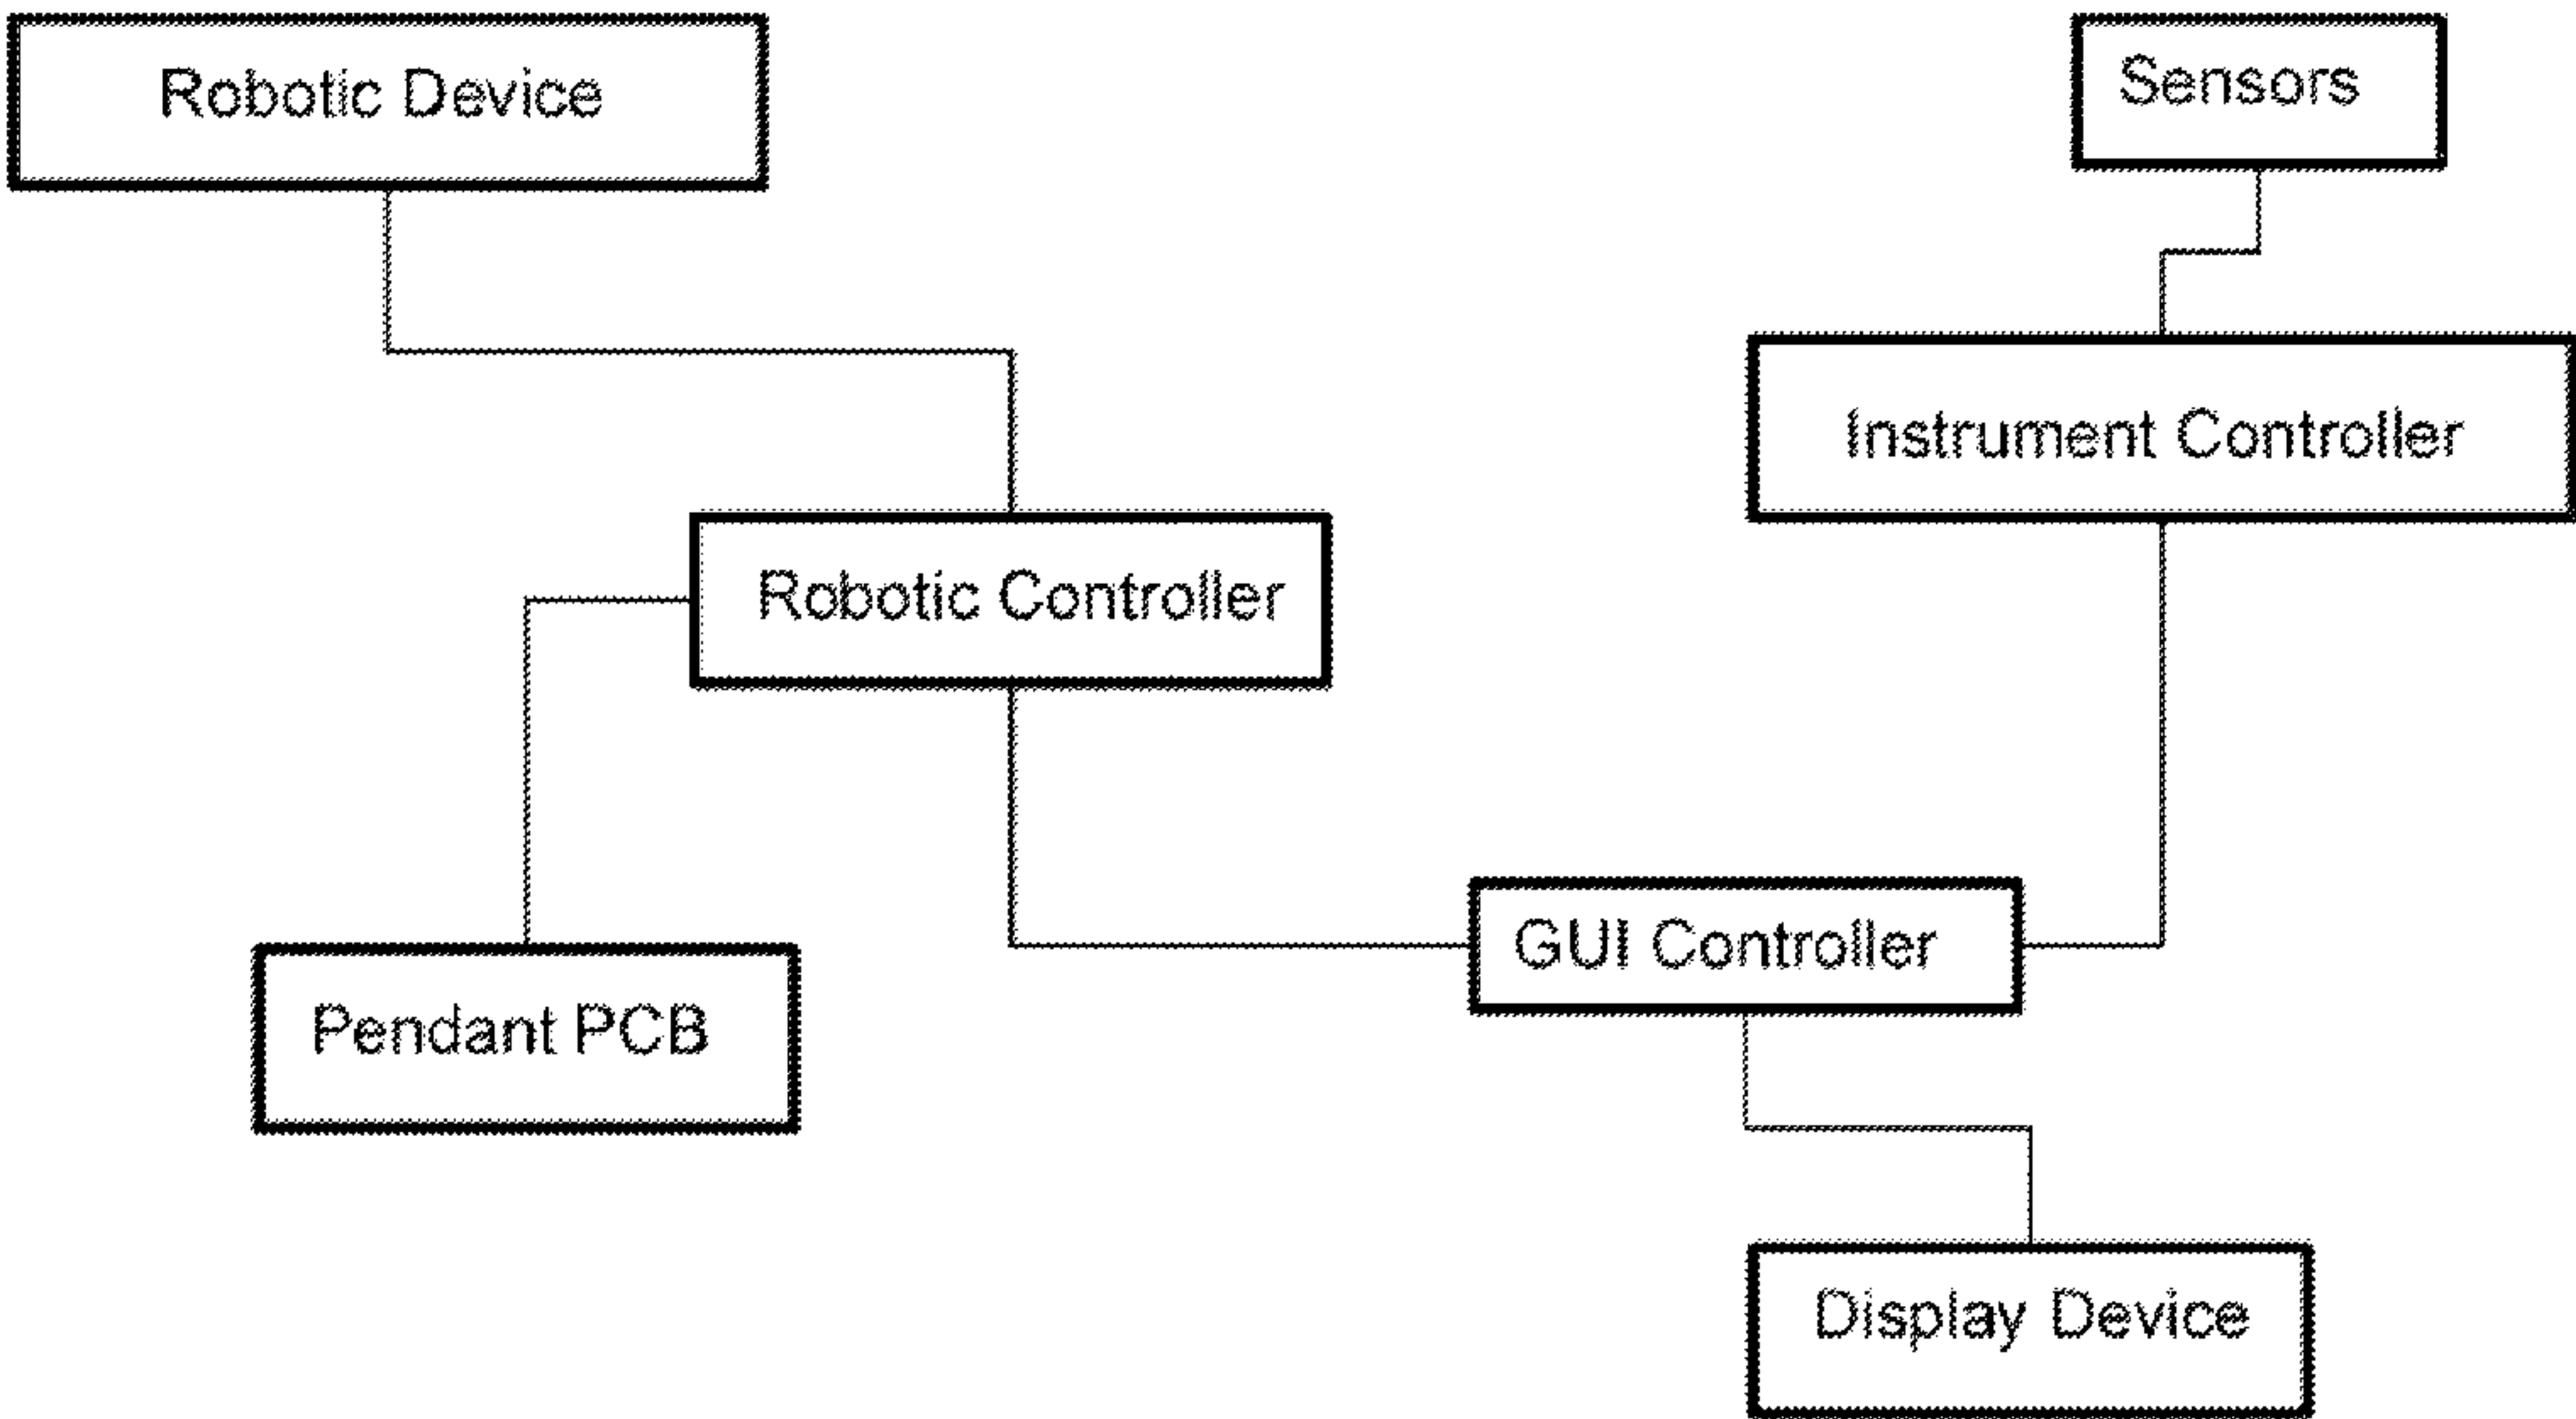 Robotic Device
Sensors
Instrument Controller
Robotic Controller
GUI Controller
Pendant PCB
Display Device